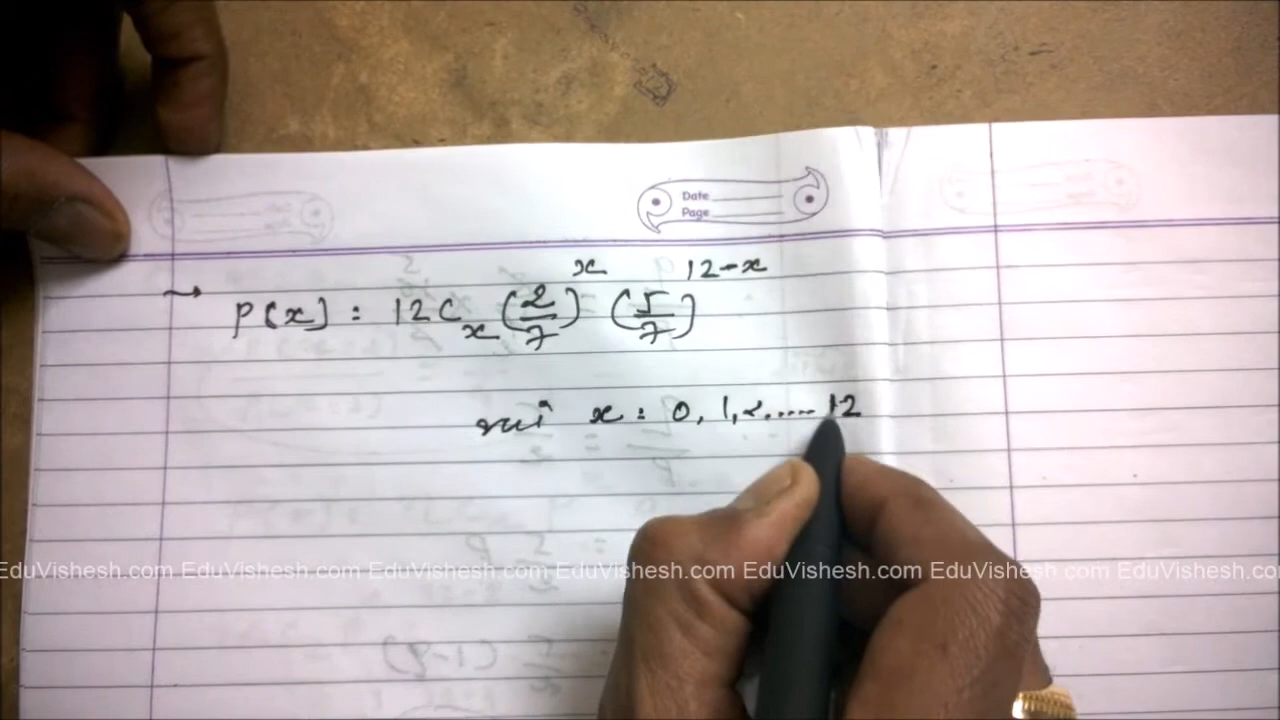 Date
Page
→ P(x) = 12C_x (2/7)^x (5/7)^{12-x}
x = 0, 1, 2, .... 12
EduVishesh.com EduVishesh.com EduVishesh.com EduVishesh.com EduVishesh.com EduVishesh.com EduVishesh.co